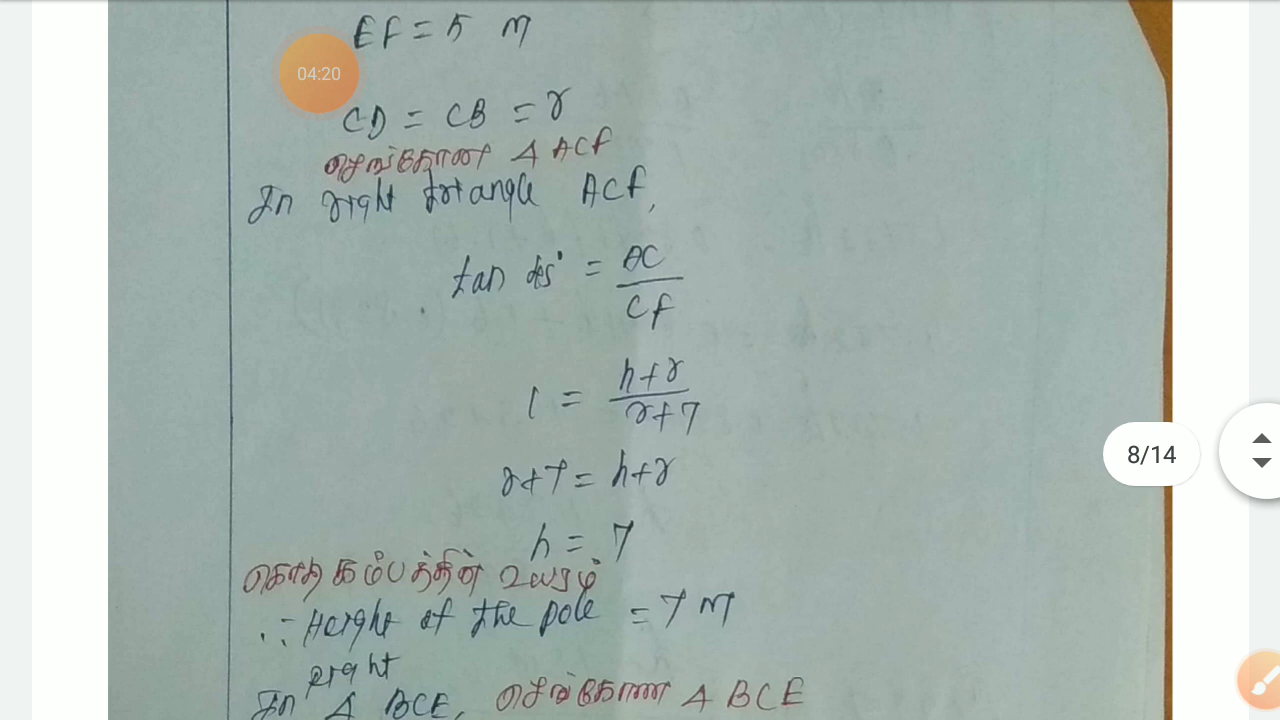 EF = 5 m
04:20
CD = CB = r
செங்கோண Δ ACF
In right triangle ACF,
tan 45° = AC
CF
1 = h+r
r+7
r+7 = h+r
h = 7
8/14
கொடி கம்பத்தின் உயரம்
∴ Height of the pole = 7 m
right
In Δ BCE, செங்கோண Δ BCE